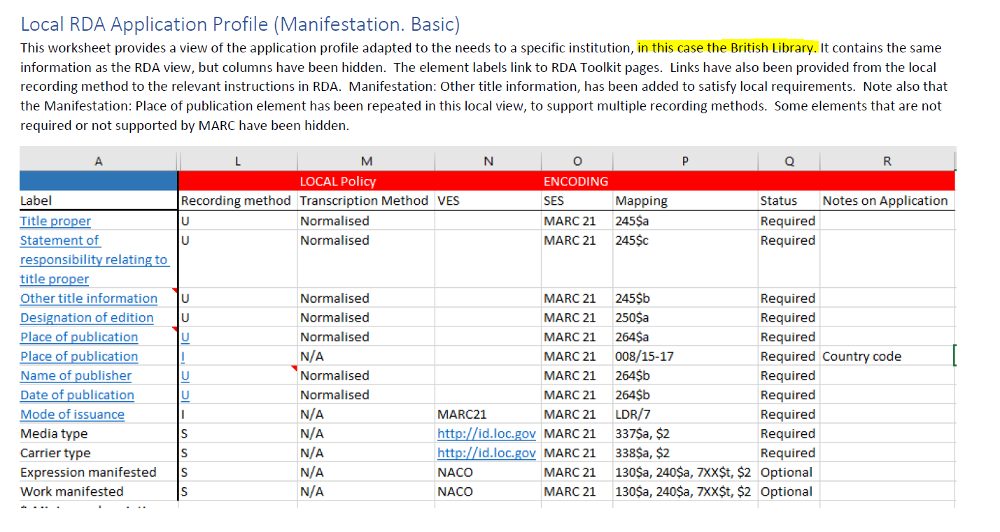 Local RDA Application Profile (Manifestation. Basic)
This worksheet provides a view of the application profile adapted to the needs to a specific institution, in this case the British Library. It contains the same
information as the RDA view, but columns have been hidden. The element labels link to RDA Toolkit pages. Links have also been provided from the local
recording method to the relevant instructions in RDA. Manifestation: Other title information, has been added to satisfy local requirements. Note also that
the Manifestation: Place of publication element has been repeated in this local view, to support multiple recording methods. Some elements that are not
required or not supported by MARC have been hidden.
A L M N O P Q R
LOCAL Policy ENCODING
Label Recording method Transcription Method VES SES Mapping Status Notes on Application
Title proper U Normalised MARC 21 245$a Required
Statement of U Normalised MARC 21 245$c Required
responsibility relating to
title proper
Other title information U Normalised MARC 21 245$b Required
Designation of edition U Normalised MARC 21 250$a Required
Place of publication U Normalised MARC 21 264$a Required
Place of publication I N/A MARC 21 008/15-17 Required Country code
Name of publisher U Normalised MARC 21 264$b Required
Date of publication U Normalised MARC 21 264$b Required
Mode of issuance I N/A MARC21 MARC 21 LDR/7 Required
Media type S N/A http://id.loc.gov MARC 21 337$a, $2 Required
Carrier type S N/A http://id.loc.gov MARC 21 338$a, $2 Required
Expression manifested S N/A NACO MARC 21 130$a, 240$a, 7XX$t, $2 Optional
Work manifested S N/A NACO MARC 21 130$a, 240$a, 7XX$t, $2 Optional